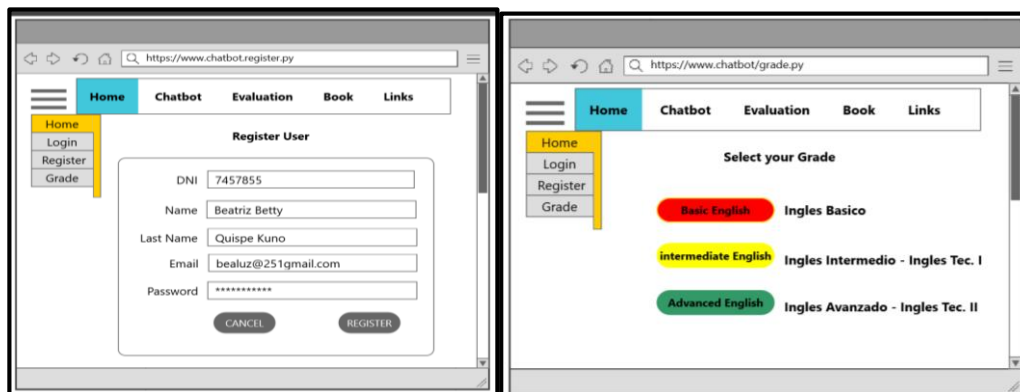 https://www.chatbot.register.py
Home Chatbot Evaluation Book Links
Home
Login
Register
Grade
Register User
DNI 7457855
Name Beatriz Betty
Last Name Quispe Kuno
Email bealuz@251gmail.com
Password ***********
CANCEL REGISTER
https://www.chatbot/grade.py
Home Chatbot Evaluation Book Links
Home
Login
Register
Grade
Select your Grade
Basic English Ingles Basico
intermediate English Ingles Intermedio - Ingles Tec. I
Advanced English Ingles Avanzado - Ingles Tec. II